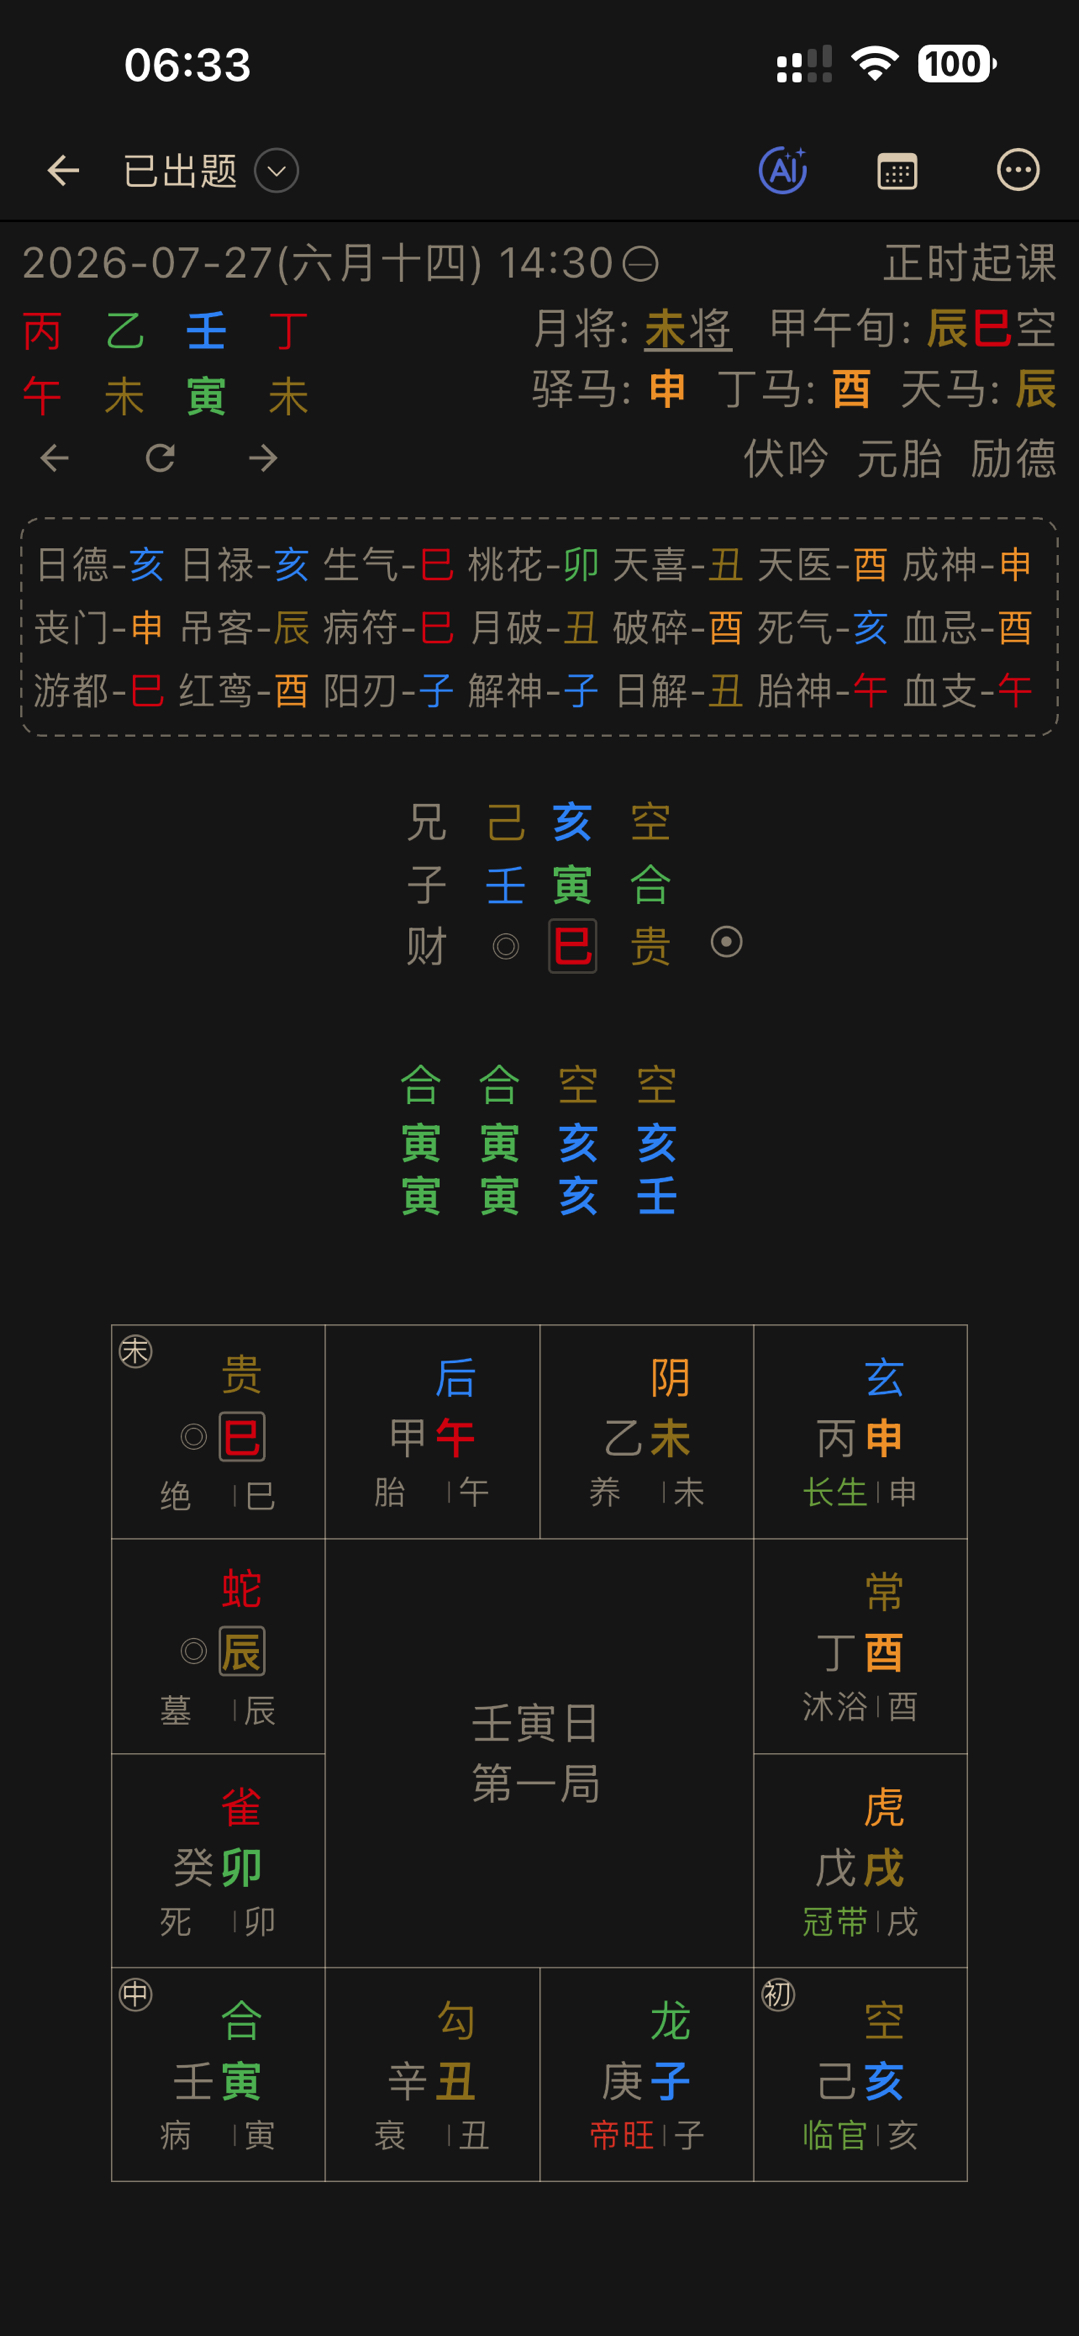 06:33 100
已出题 AI
2026-07-27(六月十四) 14:30 正时起课
丙 乙 壬 丁 月将: 未将 甲午旬: 辰巳空
午 未 寅 未 驿马: 申 丁马: 酉 天马: 辰
伏吟 元胎 励德
日德-亥 日禄-亥 生气-巳 桃花-卯 天喜-丑 天医-酉 成神-申
丧门-申 吊客-辰 病符-巳 月破-丑 破碎-酉 死气-亥 血忌-酉
游都-巳 红鸾-酉 阳刃-子 解神-子 日解-丑 胎神-午 血支-午
兄 己 亥 空
子 壬 寅 合
财 ◎ 巳 贵
合 合 空 空
寅 寅 亥 亥
寅 寅 亥 壬
末 贵 后 阴 玄
◎ 巳 甲午 乙未 丙申
绝 | 巳 胎 | 午 养 | 未 长生 | 申
蛇 常
◎ 辰 丁酉
墓 | 辰 沐浴 | 酉
壬寅日
第一局
雀 虎
癸卯 戊戌
死 | 卯 冠带 | 戌
中 合 勾 龙 初 空
壬寅 辛丑 庚子 己亥
病 | 寅 衰 | 丑 帝旺 | 子 临官 | 亥